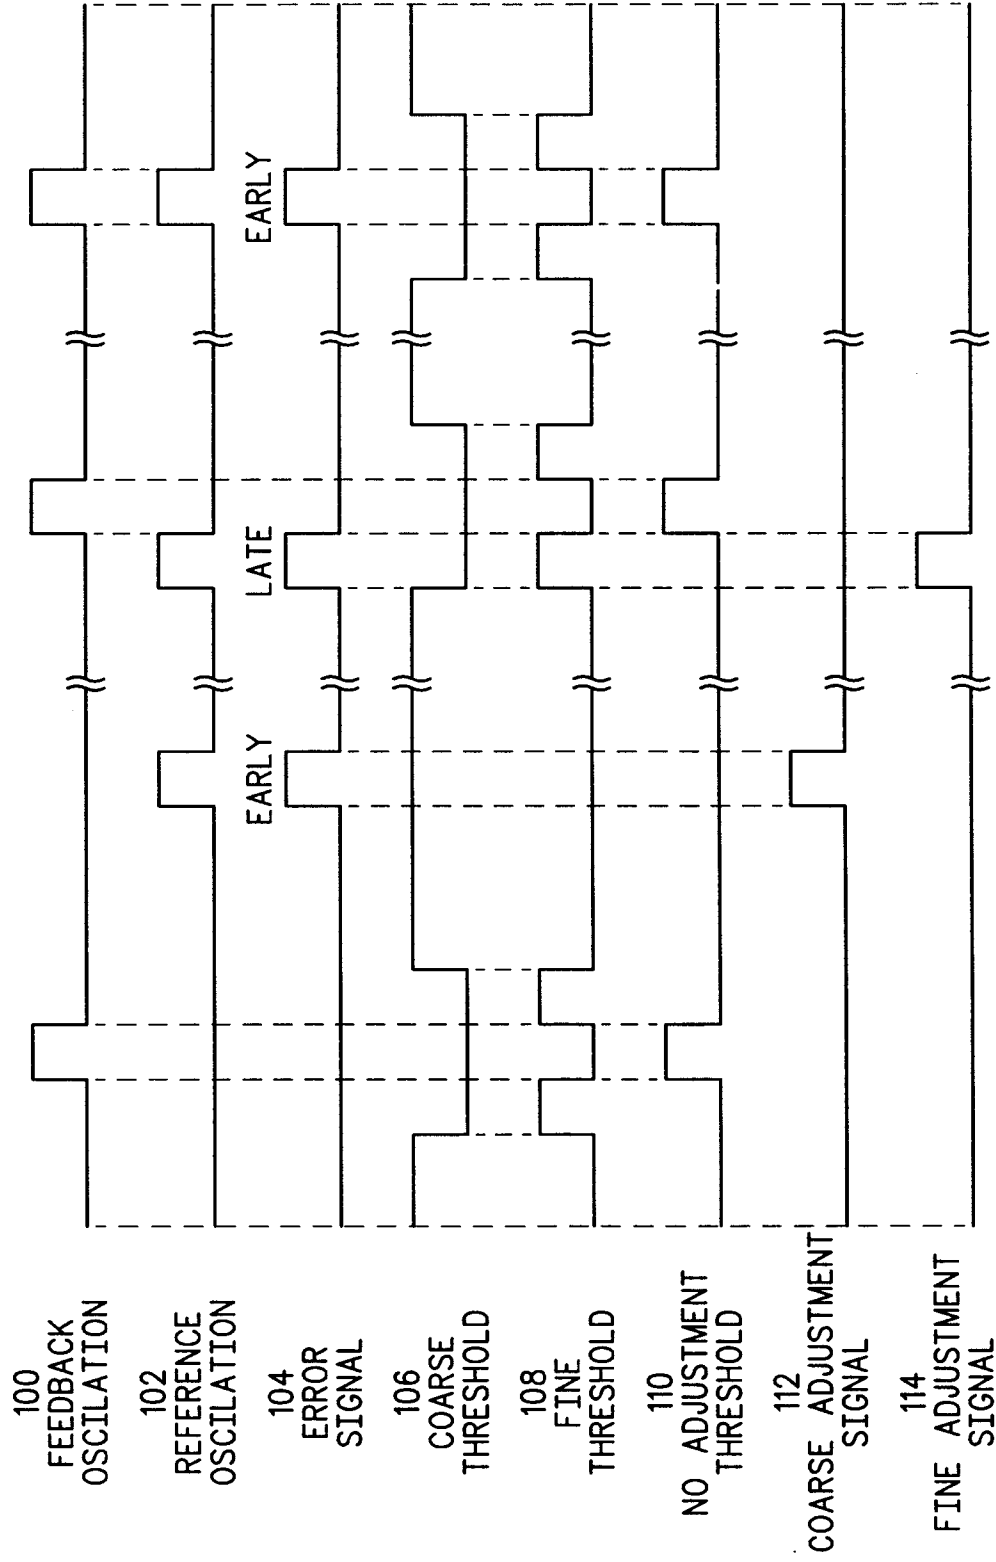 100
FEEDBACK
OSCILATION
102
REFERENCE
OSCILATION
104
ERROR
SIGNAL
106
COARSE
THRESHOLD
108
FINE
THRESHOLD
110
NO ADJUSTMENT
THRESHOLD
112
COARSE ADJUSTMENT
SIGNAL
114
FINE ADJUSTMENT
SIGNAL
EARLY
LATE
EARLY